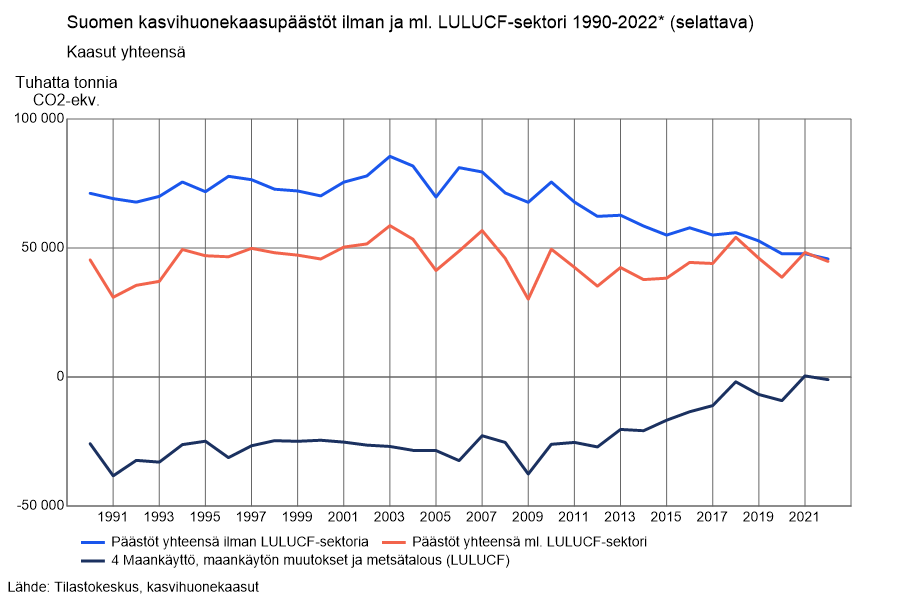 Suomen kasvihuonekaasupäästöt ilman ja ml. LULUCF-sektori 1990-2022* (selattava)
Kaasut yhteensä
Tuhatta tonnia
CO2-ekv.
100 000
50 000
0
-50 000
1991 1993 1995 1997 1999 2001 2003 2005 2007 2009 2011 2013 2015 2017 2019 2021
Päästöt yhteensä ilman LULUCF-sektoria Päästöt yhteensä ml. LULUCF-sektori
4 Maankäyttö, maankäytön muutokset ja metsätalous (LULUCF)
Lähde: Tilastokeskus, kasvihuonekaasut